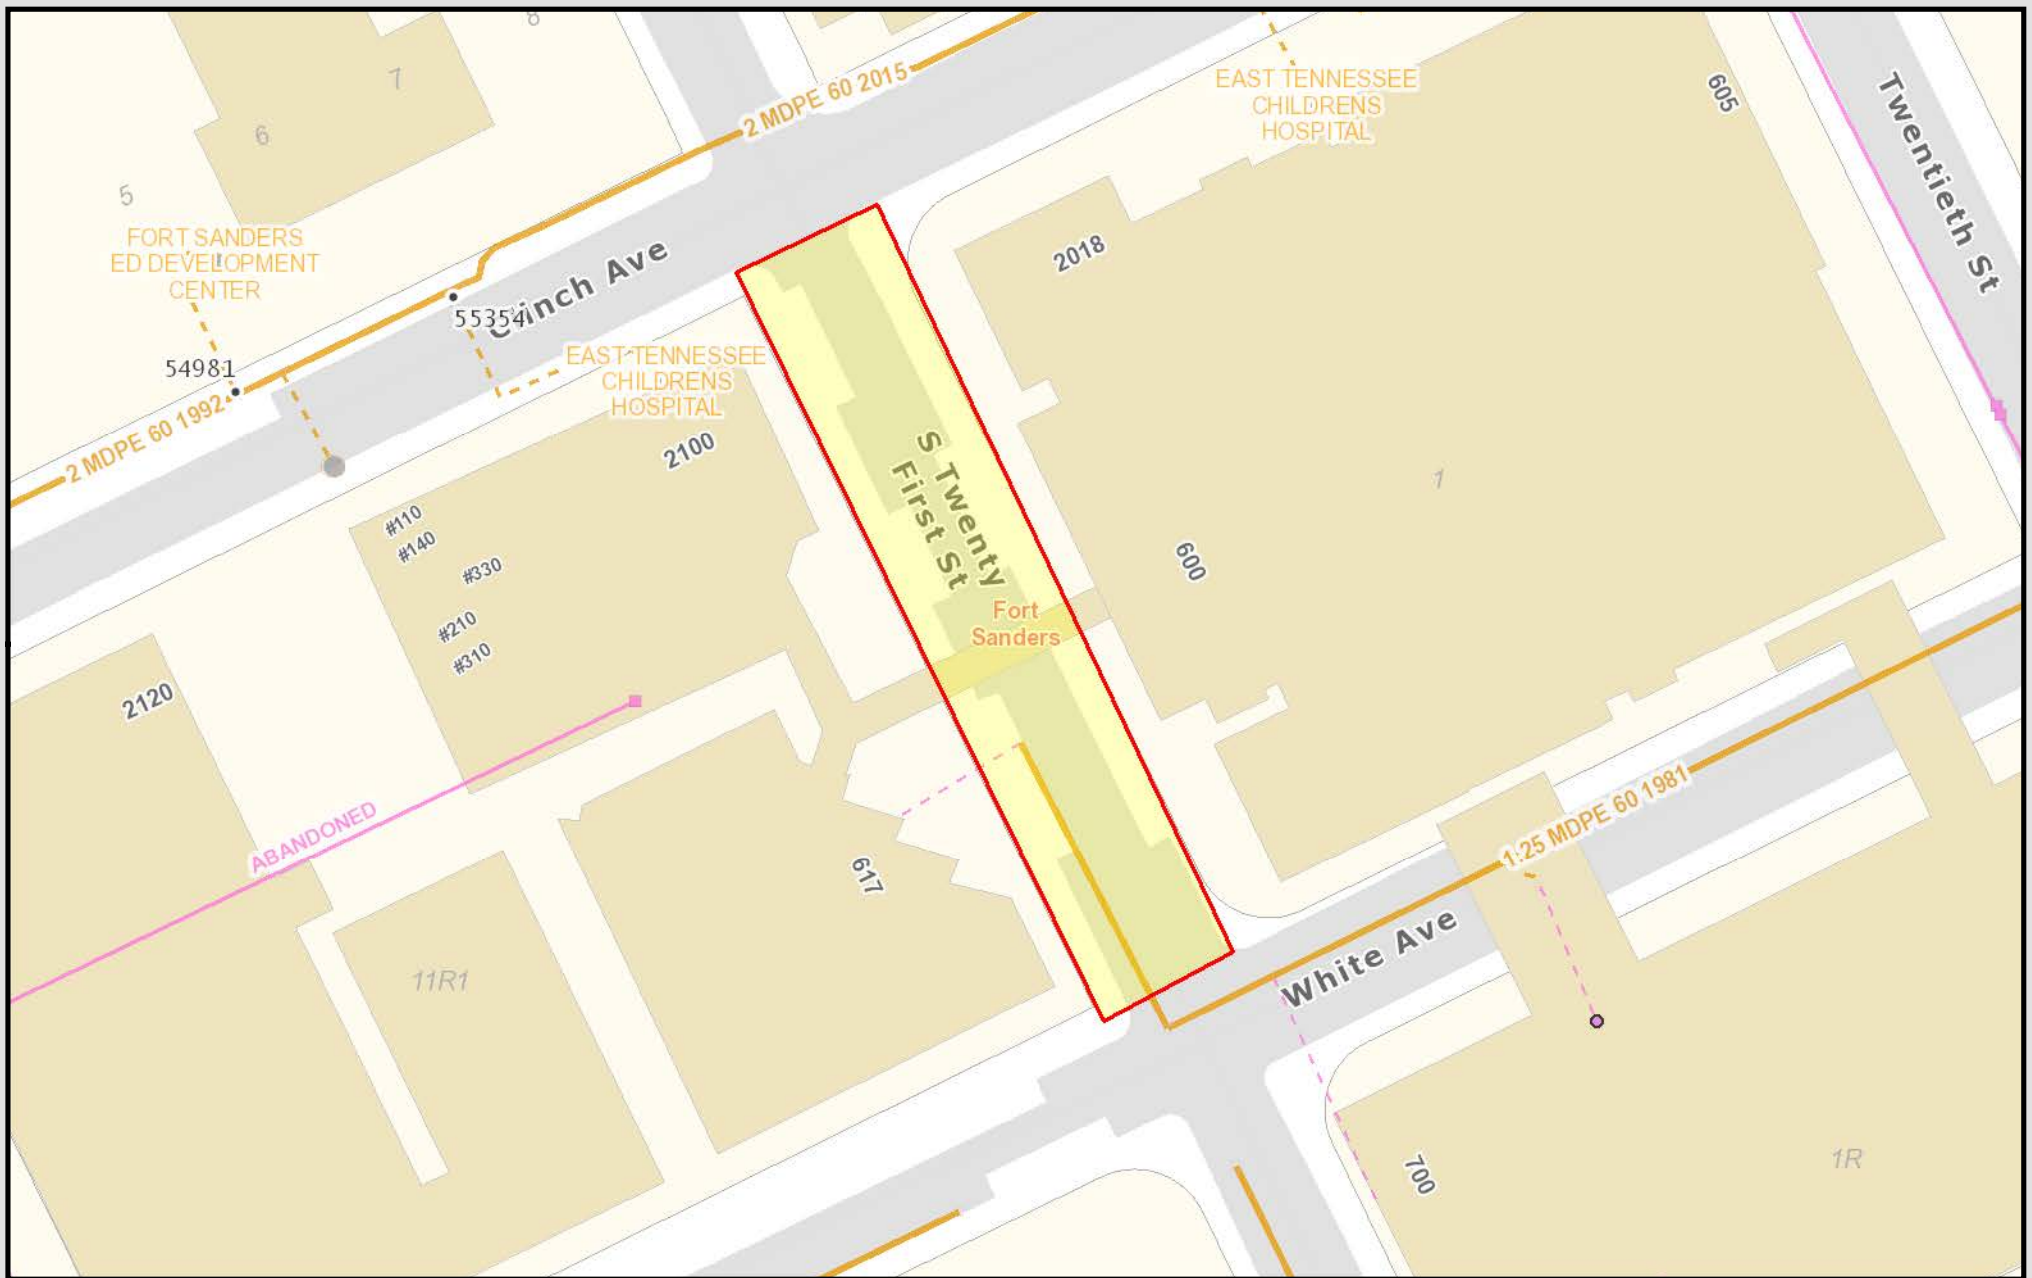 8
7
6
5
2 MDPE 60 2015
EAST TENNESSEE
CHILDRENS
HOSPITAL
605
Twentieth St
FORT SANDERS
ED DEVELOPMENT
CENTER
Clinch Ave
55354
54981
2 MDPE 60 1992
EAST TENNESSEE
CHILDRENS
HOSPITAL
2018
2100
#110
#140
#330
#210
#310
S Twenty
First St
1
600
Fort
Sanders
2120
ABANDONED
617
1.25 MDPE 60 1981
White Ave
11R1
700
1R